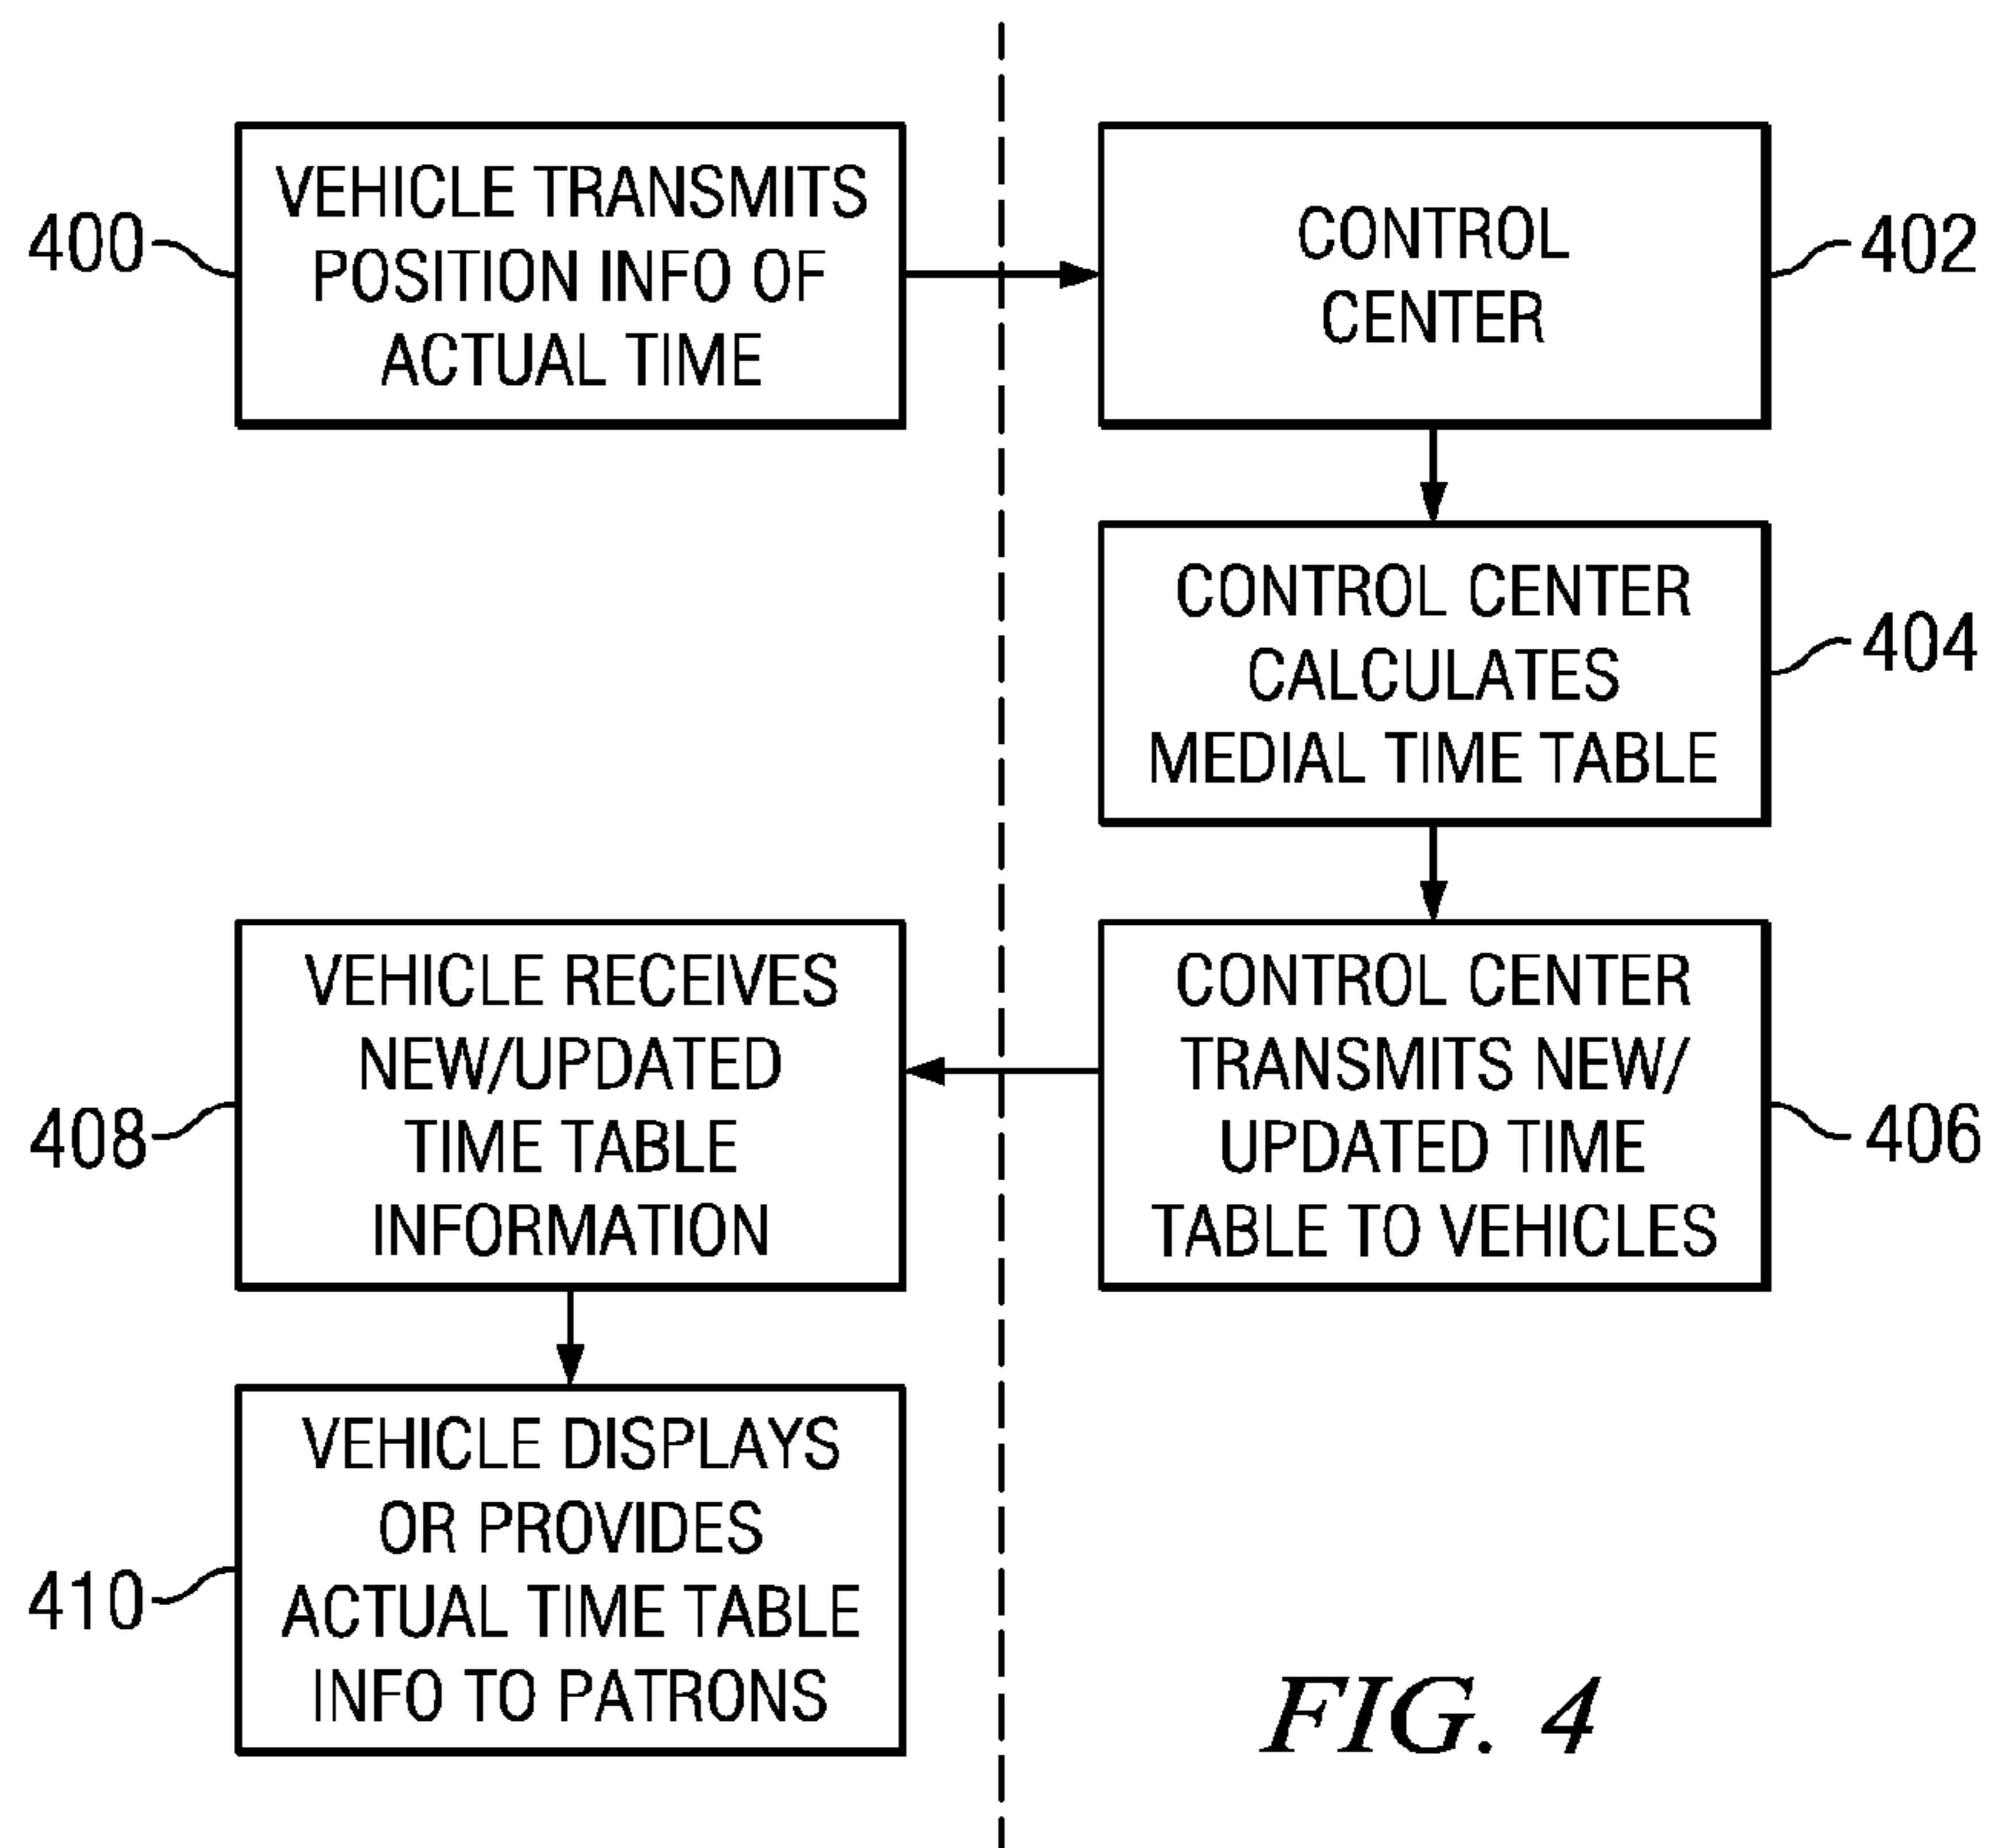 400
VEHICLE TRANSMITS
POSITION INFO OF
ACTUAL TIME
CONTROL
CENTER
402
CONTROL CENTER
CALCULATES
MEDIAL TIME TABLE
404
CONTROL CENTER
TRANSMITS NEW/
UPDATED TIME
TABLE TO VEHICLES
406
VEHICLE RECEIVES
NEW/UPDATED
TIME TABLE
INFORMATION
408
VEHICLE DISPLAYS
OR PROVIDES
ACTUAL TIME TABLE
INFO TO PATRONS
410
FIG. 4